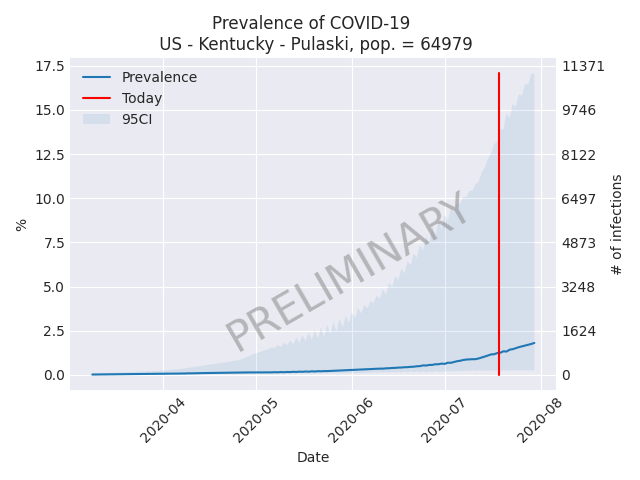 Prevalence of COVID-19
US - Kentucky - Pulaski, pop. = 64979
17.5
15.0
12.5
10.0
7.5
5.0
2.5
0.0
%
Prevalence
Today
95CI
PRELIMINARY
11371
9746
8122
6497
4873
3248
1624
0
# of infections
2020-04
2020-05
2020-06
2020-07
2020-08
Date